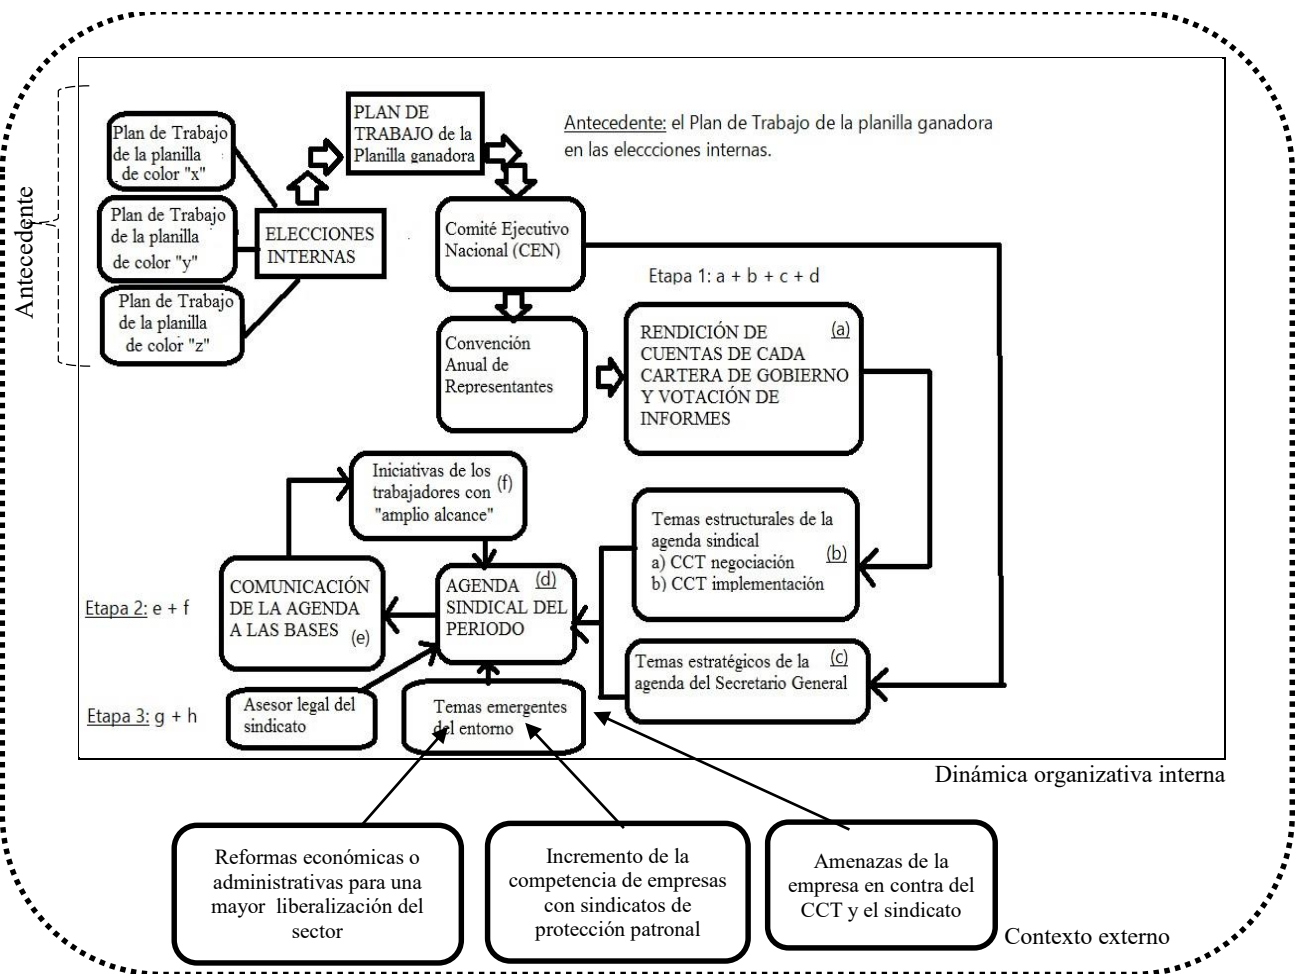 Antecedente
Plan de Trabajo
de la planilla
de color "x"
Plan de Trabajo
de la planilla
de color "y"
Plan de Trabajo
de la planilla
de color "z"
ELECCIONES
INTERNAS
PLAN DE
TRABAJO de la
Planilla ganadora
Antecedente: el Plan de Trabajo de la planilla ganadora
en las eleccciones internas.
Comité Ejecutivo
Nacional (CEN)
Etapa 1: a + b + c + d
Convención
Anual de
Representantes
RENDICIÓN DE (a)
CUENTAS DE CADA
CARTERA DE GOBIERNO
Y VOTACIÓN DE
INFORMES
Iniciativas de los
trabajadores con (f)
"amplio alcance"
Temas estructurales de la
agenda sindical
a) CCT negociación (b)
b) CCT implementación
COMUNICACIÓN
DE LA AGENDA
A LAS BASES (e)
AGENDA (d)
SINDICAL DEL
PERIODO
Etapa 2: e + f
Temas estratégicos de la (c)
agenda del Secretario General
Etapa 3: g + h
Asesor legal del
sindicato
Temas emergentes
del entorno
Dinámica organizativa interna
Reformas económicas o
administrativas para una
mayor liberalización del
sector
Incremento de la
competencia de empresas
con sindicatos de
protección patronal
Amenazas de la
empresa en contra del
CCT y el sindicato
Contexto externo